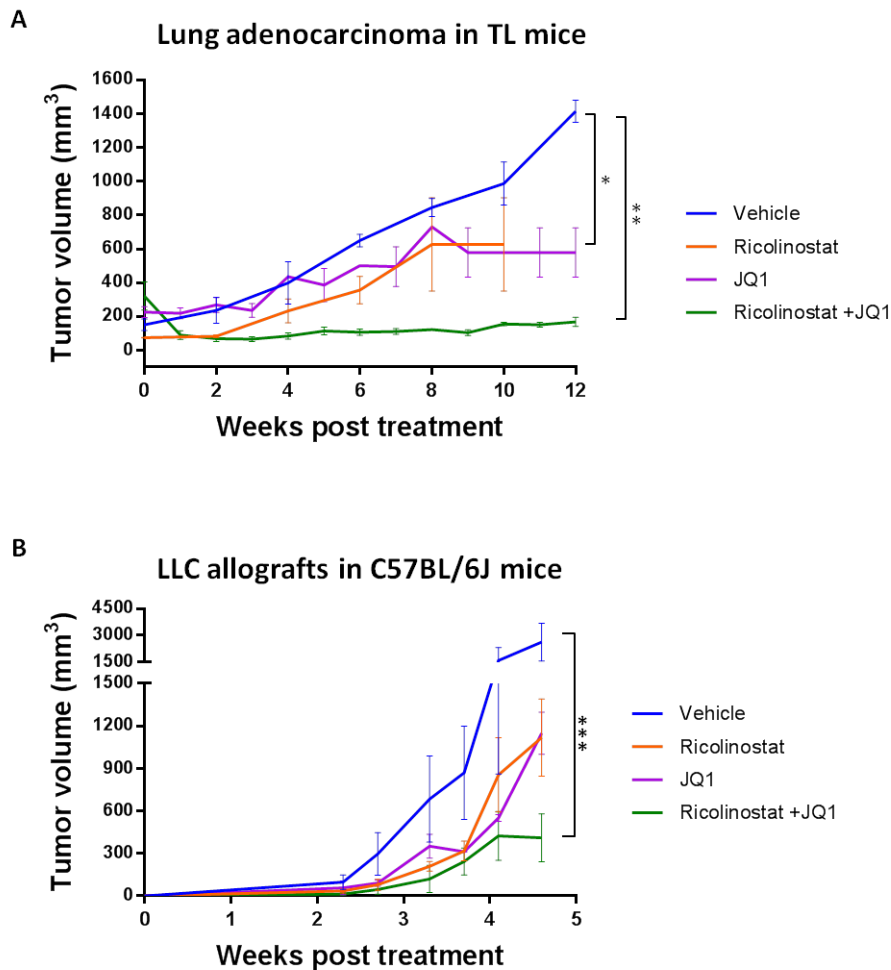 A
Lung adenocarcinoma in TL mice
Tumor volume (mm³)
1600
1400
1200
1000
800
600
400
200
0
0 2 4 6 8 10 12
Weeks post treatment
*
**
Vehicle
Ricolinostat
JQ1
Ricolinostat +JQ1
B
LLC allografts in C57BL/6J mice
Tumor volume (mm³)
4500
3000
1500
1500
1200
900
600
300
0
0 1 2 3 4 5
Weeks post treatment
***
Vehicle
Ricolinostat
JQ1
Ricolinostat +JQ1